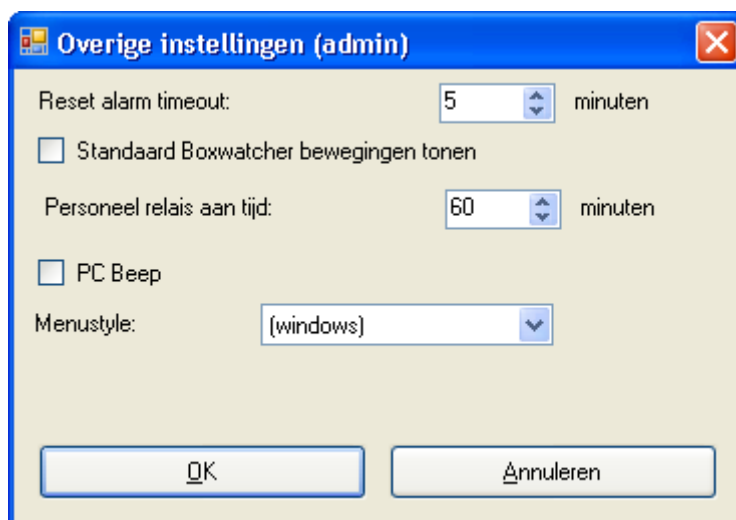 Overige instellingen (admin)
Reset alarm timeout: 5 minuten
Standaard Boxwatcher bewegingen tonen
Personeel relais aan tijd: 60 minuten
PC Beep
Menustyle: (windows)
OK Annuleren